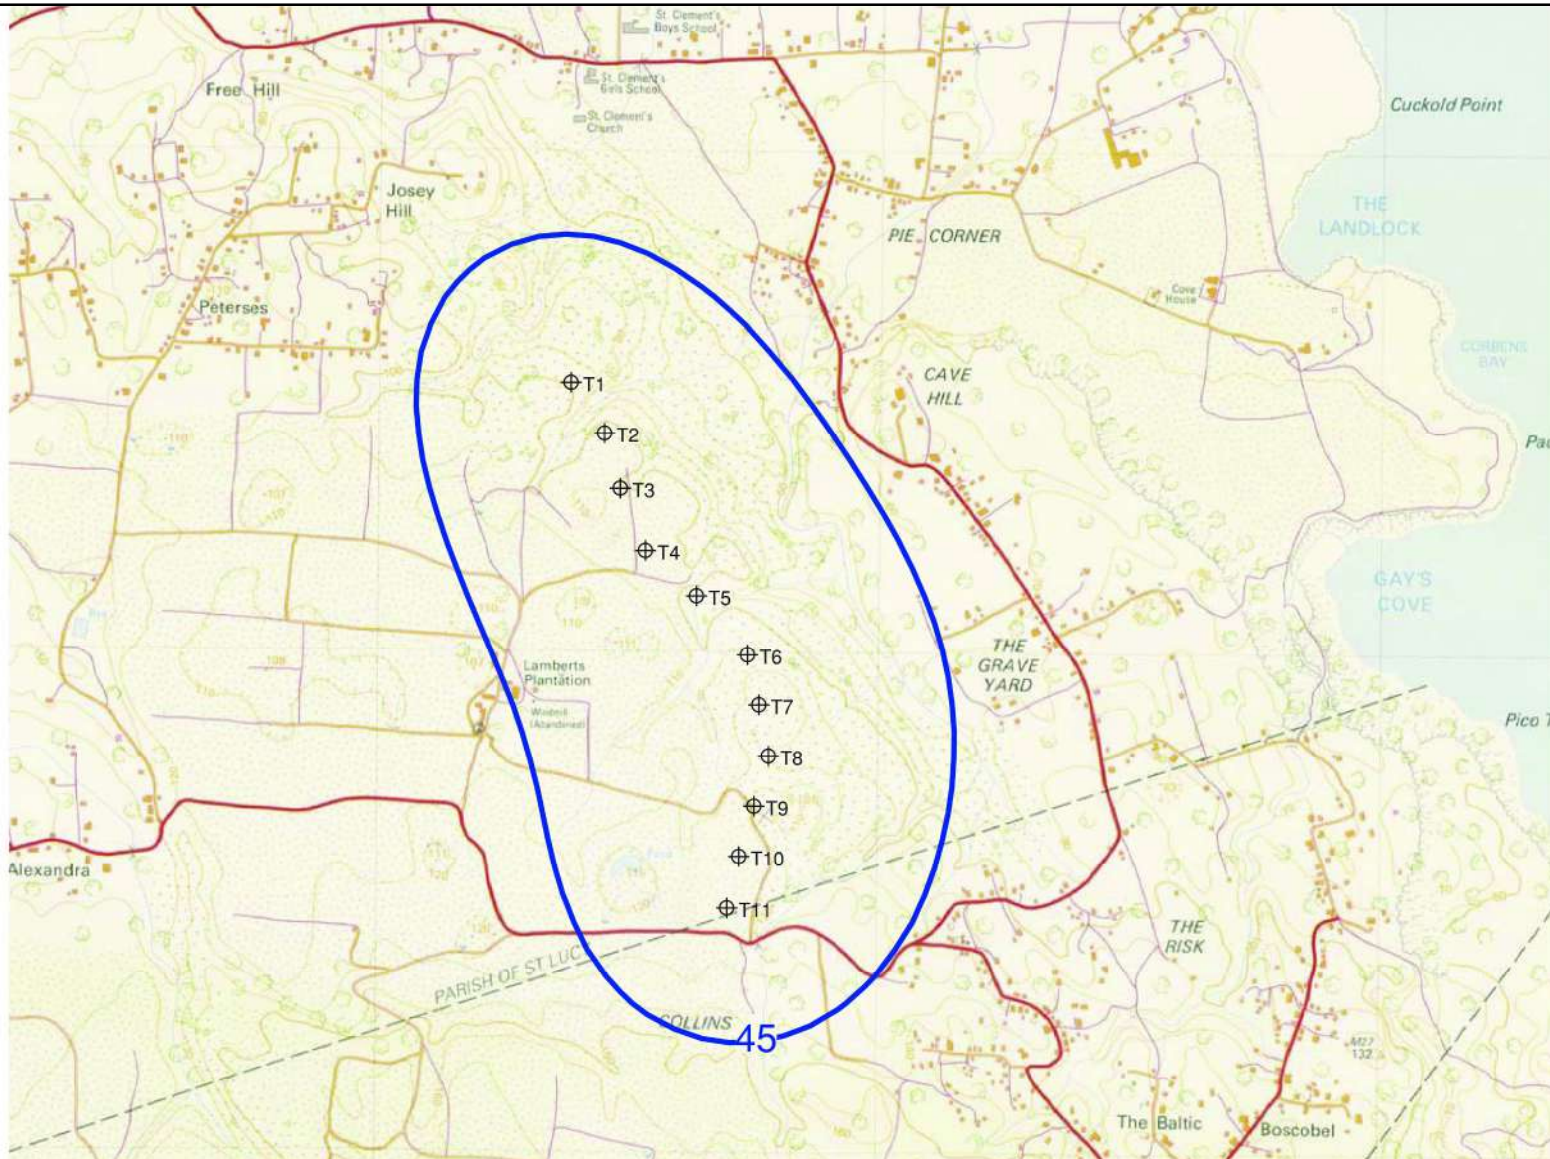 St. Clement's
Boys School
St. Clement's
Girls School
St. Clement's
Church
Free Hill
Cuckold Point
Josey
Hill
THE
LANDLOCK
PIE CORNER
Cove
House
Peterses
CAVE
HILL
T1
T2
T3
T4
T5
GAY'S
COVE
T6
THE
GRAVE
YARD
Lamberts
Plantation
Windmill
(Abandoned)
T7
Pico T
T8
T9
T10
Alexandra
T11
THE
RISK
PARISH OF ST LUC
COLLINS
45
132
The Baltic
Boscobel